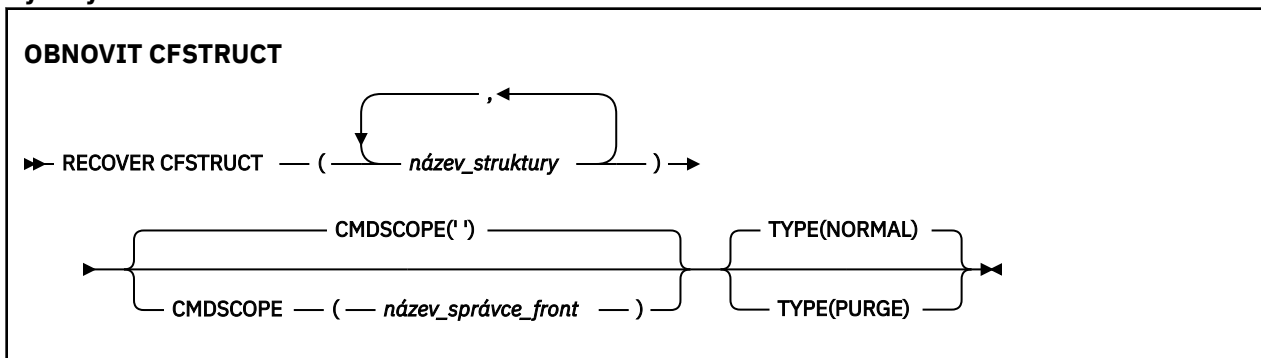 OBNOVIT CFSTRUCT
,
RECOVER CFSTRUCT ( název_struktury )
CMDSCOPE(' ') TYPE(NORMAL)
CMDSCOPE ( název_správce_front ) TYPE(PURGE)